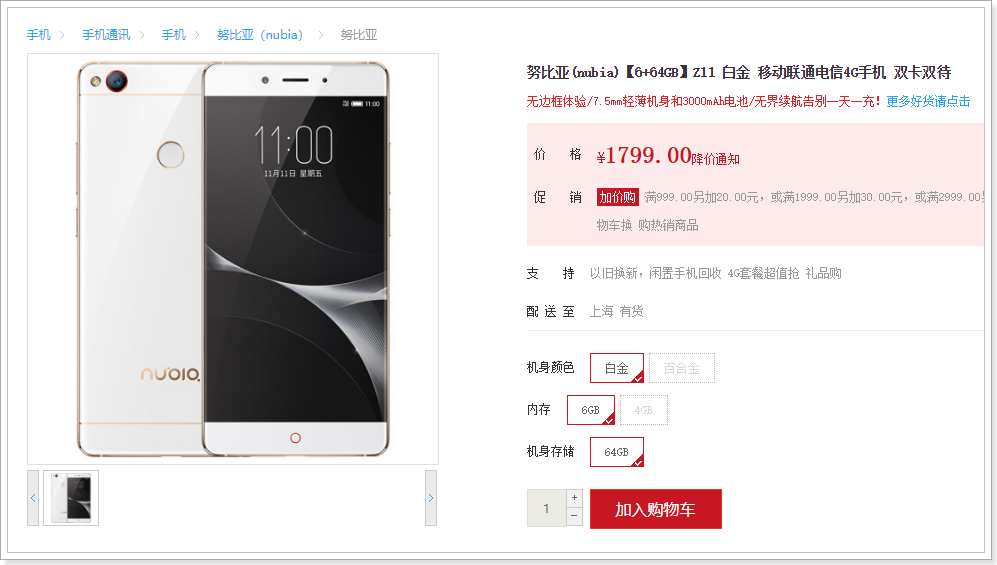 手机 > 手机通讯 > 手机 > 努比亚（nubia） > 努比亚
努比亚(nubia)【6+64GB】Z11 白金 移动联通电信4G手机 双卡双待
无边框体验/7.5mm轻薄机身和3000mAh电池/无界续航告别一天一充！更多好货请点击
价 格 ¥1799.00降价通知
促 销 加价购 满999.00另加20.00元，或满1999.00另加30.00元，或满2999.00另
物车换 购热销商品
支 持 以旧换新，闲置手机回收 4G套餐超值抢 礼品购
配 送 至 上海 有货
机身颜色 白金 百合金
内存 6GB 4GB
机身存储 64GB
1 + −
加入购物车
11:00
11:00
11月11日 星期五
nubia